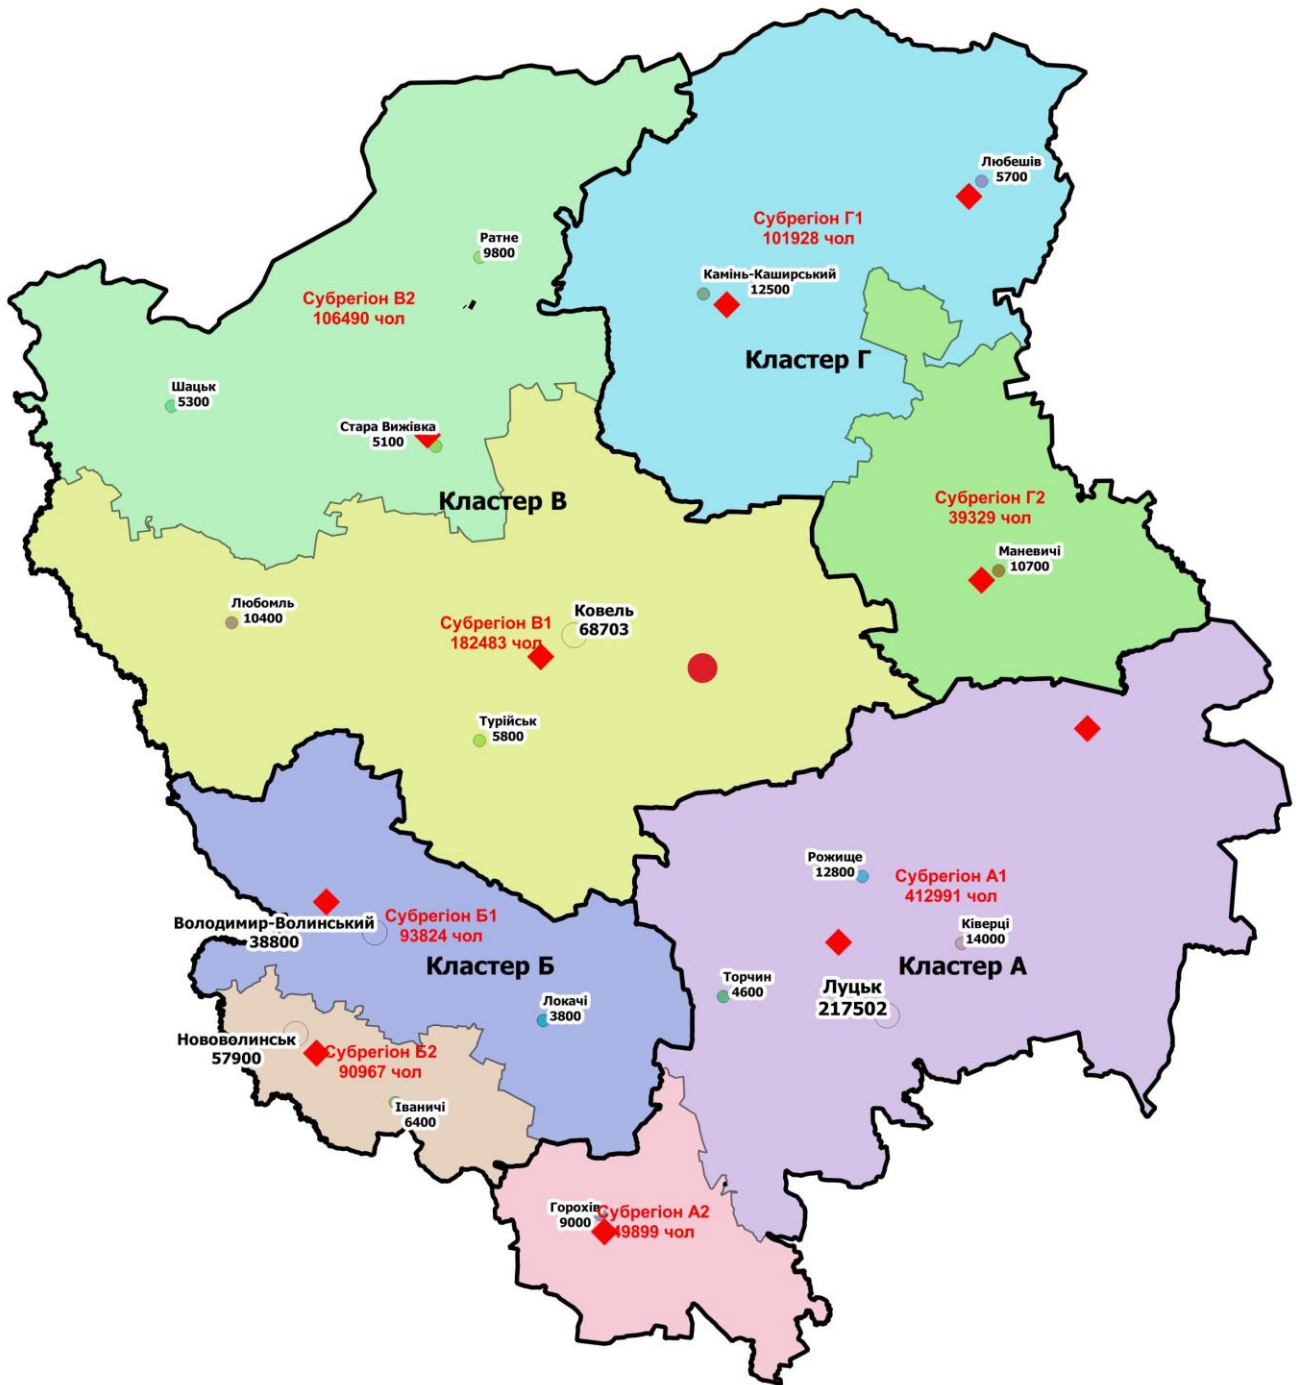 Любешів
5700
Субрегіон Г1
101928 чол
Ратне
9800
Камінь-Каширський
12500
Субрегіон В2
106490 чол
Кластер Г
Шацьк
5300
Стара Вижівка
5100
Кластер В
Субрегіон Г2
39329 чол
Маневичі
10700
Любомль
10400
Ковель
68703
Субрегіон В1
182483 чол
Турійськ
5800
Рожище
12800
Субрегіон А1
412991 чол
Володимир-Волинський
38800
Субрегіон Б1
93824 чол
Ківерці
14000
Кластер Б
Кластер А
Торчин
4600
Луцьк
217502
Локачі
3800
Нововолинськ
57900
Субрегіон Б2
90967 чол
Іваничі
6400
Горохів
9000
Субрегіон А2
49899 чол